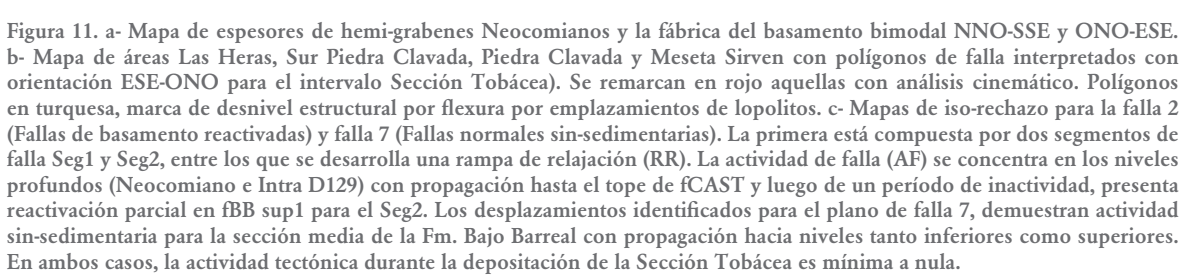 Figura 11. a- Mapa de espesores de hemi-grabenes Neocomianos y la fábrica del basamento bimodal NNO-SSE y ONO-ESE.
b- Mapa de áreas Las Heras, Sur Piedra Clavada, Piedra Clavada y Meseta Sirven con polígonos de falla interpretados con
orientación ESE-ONO para el intervalo Sección Tobácea). Se remarcan en rojo aquellas con análisis cinemático. Polígonos
en turquesa, marca de desnivel estructural por flexura por emplazamientos de lopolitos. c- Mapas de iso-rechazo para la falla 2
(Fallas de basamento reactivadas) y falla 7 (Fallas normales sin-sedimentarias). La primera está compuesta por dos segmentos de
falla Seg1 y Seg2, entre los que se desarrolla una rampa de relajación (RR). La actividad de falla (AF) se concentra en los niveles
profundos (Neocomiano e Intra D129) con propagación hasta el tope de fCAST y luego de un período de inactividad, presenta
reactivación parcial en fBB sup1 para el Seg2. Los desplazamientos identificados para el plano de falla 7, demuestran actividad
sin-sedimentaria para la sección media de la Fm. Bajo Barreal con propagación hacia niveles tanto inferiores como superiores.
En ambos casos, la actividad tectónica durante la depositación de la Sección Tobácea es mínima a nula.